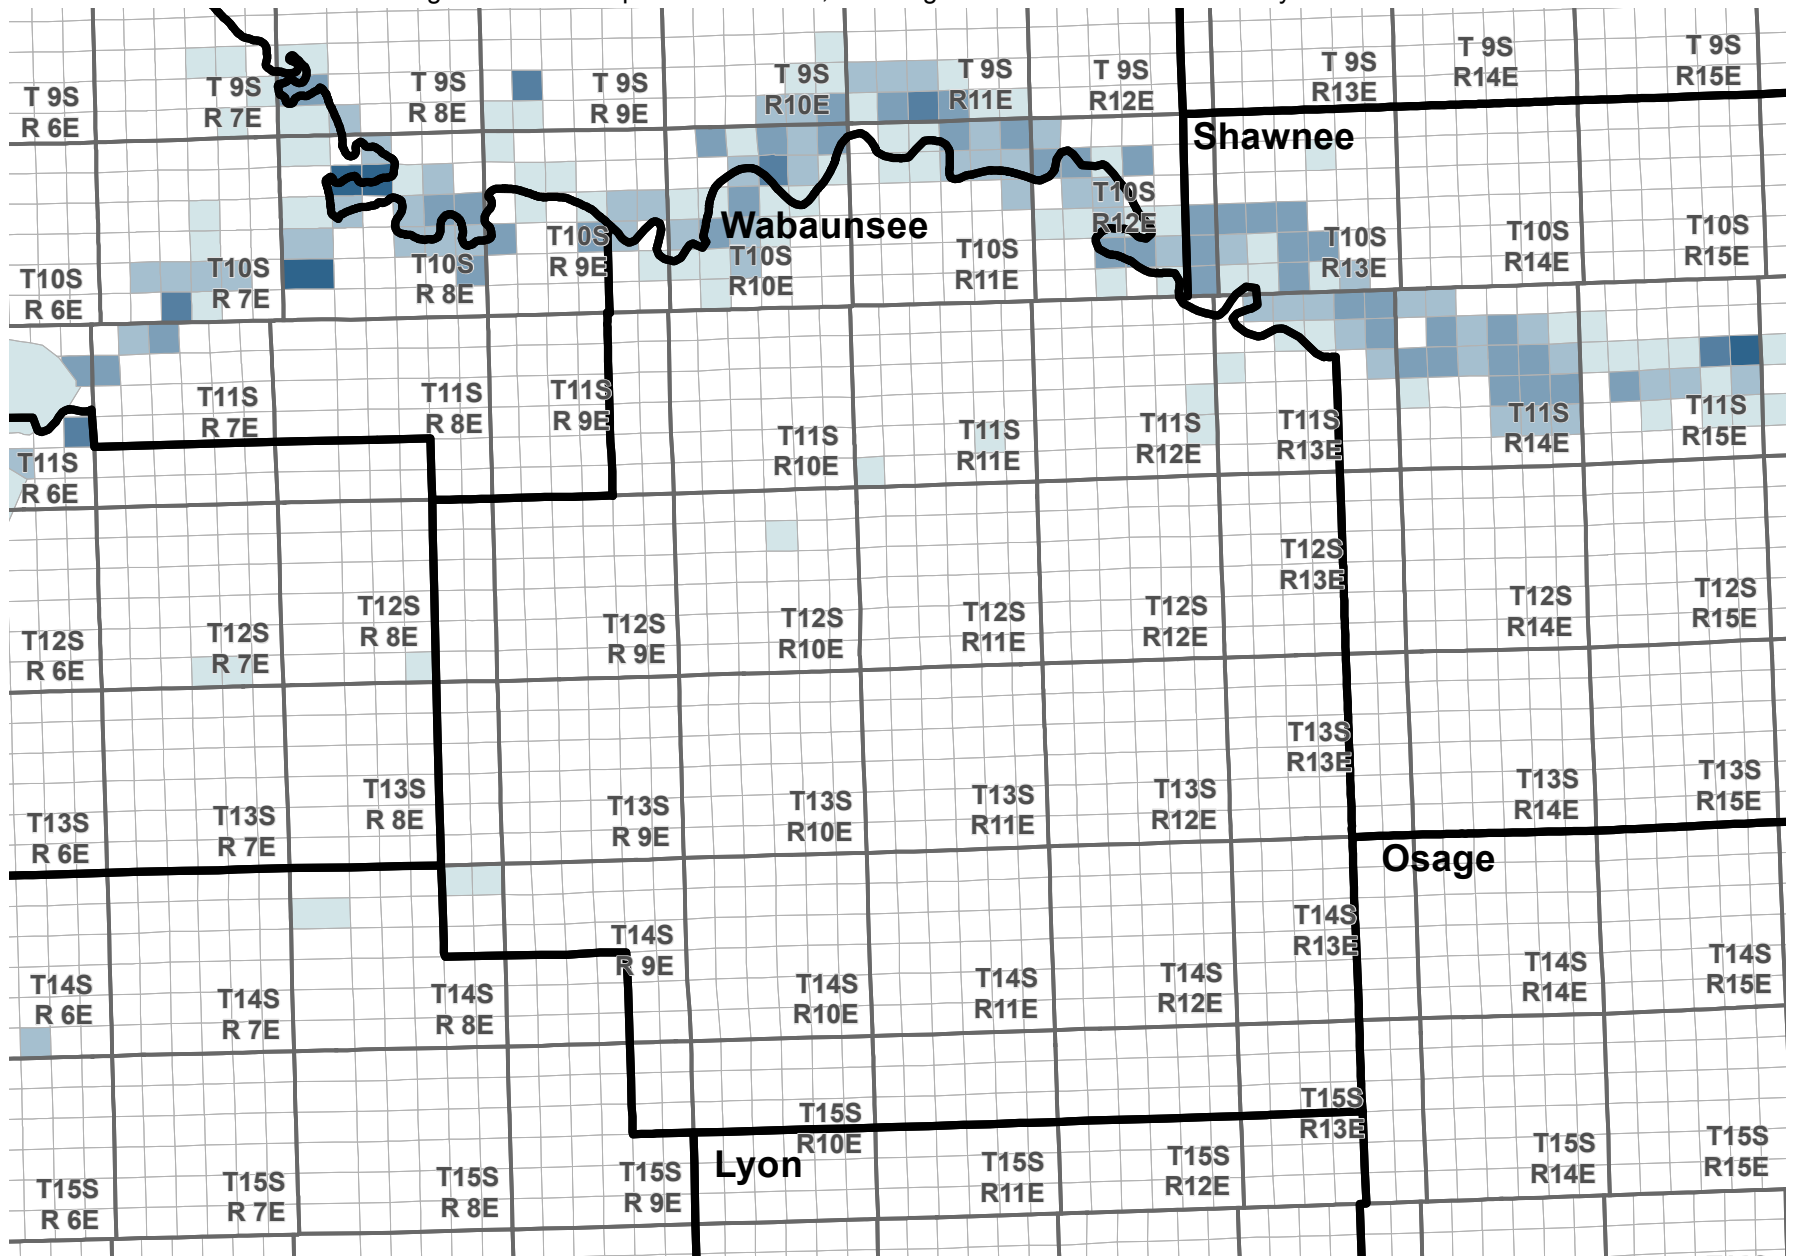 T 9S
R 6E
T 9S
R 7E
T 9S
R 8E
T 9S
R 9E
T 9S
R10E
T 9S
R11E
T 9S
R12E
T 9S
R13E
T 9S
R14E
T 9S
R15E
Shawnee
Wabaunsee
T10S
R 6E
T10S
R 7E
T10S
R 8E
T10S
R 9E
T10S
R10E
T10S
R11E
T10S
R12E
T10S
R13E
T10S
R14E
T10S
R15E
T11S
R 6E
T11S
R 7E
T11S
R 8E
T11S
R 9E
T11S
R10E
T11S
R11E
T11S
R12E
T11S
R13E
T11S
R14E
T11S
R15E
T12S
R 6E
T12S
R 7E
T12S
R 8E
T12S
R 9E
T12S
R10E
T12S
R11E
T12S
R12E
T12S
R13E
T12S
R14E
T12S
R15E
T13S
R 6E
T13S
R 7E
T13S
R 8E
T13S
R 9E
T13S
R10E
T13S
R11E
T13S
R12E
T13S
R13E
T13S
R14E
T13S
R15E
Osage
T14S
R 6E
T14S
R 7E
T14S
R 8E
T14S
R 9E
T14S
R10E
T14S
R11E
T14S
R12E
T14S
R13E
T14S
R14E
T14S
R15E
T15S
R 6E
T15S
R 7E
T15S
R 8E
T15S
R 9E
Lyon
T15S
R10E
T15S
R11E
T15S
R12E
T15S
R13E
T15S
R14E
T15S
R15E